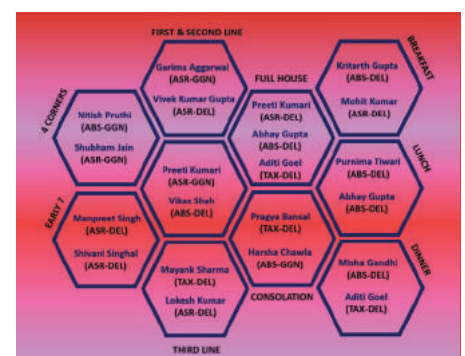 FIRST & SECOND LINE
Garima Aggarwal
(ASR-GGN)
Vivek Kumar Gupta
(ASR-DEL)
BREAKFAST
Kritarth Gupta
(ABS-DEL)
Mohit Kumar
(ASR-DEL)
4 CORNERS
Nitish Pruthi
(ABS-GGN)
Shubham Jain
(ASR-GGN)
FULL HOUSE
Preeti Kumari
(ASR-DEL)
Abhay Gupta
(ABS-DEL)
Aditi Goel
(TAX-DEL)
LUNCH
Purnima Tiwari
(ABS-DEL)
Abhay Gupta
(ABS-DEL)
Preeti Kumari
(ASR-GGN)
Vikas Shah
(ABS-DEL)
EARLY 7
Manpreet Singh
(ASR-DEL)
Shivani Singhal
(ASR-DEL)
Pragya Bansal
(TAX-DEL)
Harsha Chawla
(ABS-GGN)
CONSOLATION
DINNER
Misha Gandhi
(ABS-DEL)
Aditi Goel
(TAX-DEL)
Mayank Sharma
(TAX-DEL)
Lokesh Kumar
(ASR-DEL)
THIRD LINE